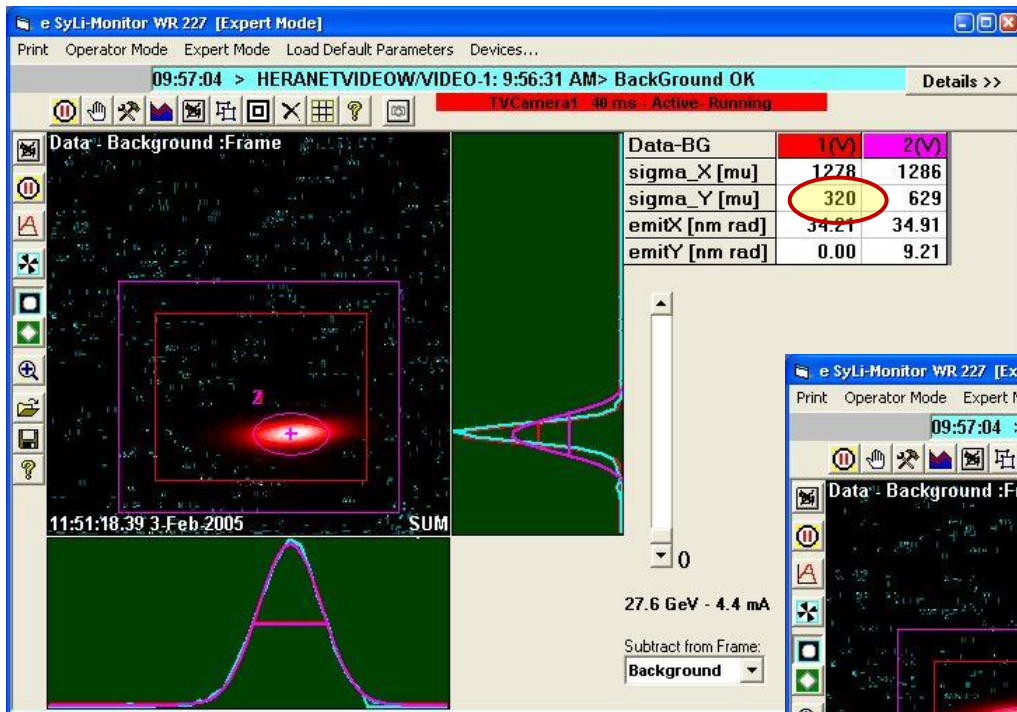 e SyLi-Monitor WR 227 [Expert Mode]
Print Operator Mode Expert Mode Load Default Parameters Devices...
09:57:04 > HERANETVIDEOW/VIDEO-1: 9:56:31 AM> BackGround OK
Details >>
TVCamera1 40 ms - Active- Running
Data - Background :Frame
Data-BG 1(V) 2(V)
sigma_X [mu] 1278 1286
sigma_Y [mu] 320 629
emitX [nm rad] 34.21 34.91
emitY [nm rad] 0.00 9.21
2
11:51:18.39 3-Feb-2005 SUM
0
27.6 GeV - 4.4 mA
Subtract from Frame:
Background
e SyLi-Monitor WR 227 [Ex
Print Operator Mode Expert M
09:57:04 >
Data - Background :F